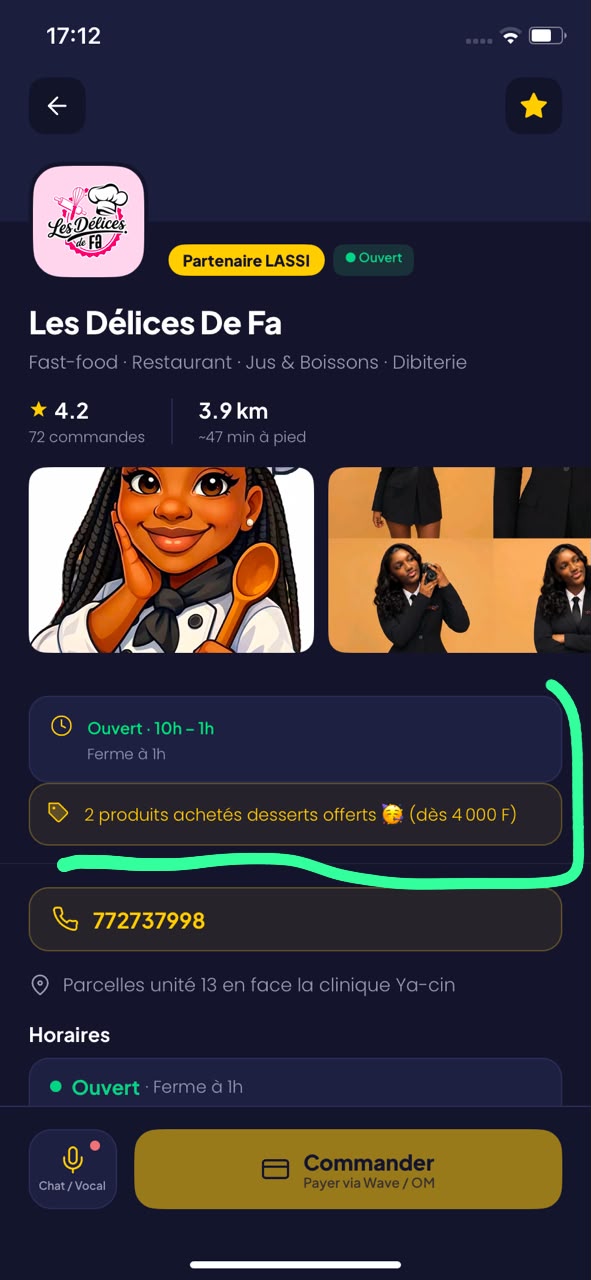 17:12
Les Délices
de Fa
Partenaire LASSI
Ouvert
Les Délices De Fa
Fast-food · Restaurant · Jus & Boissons · Dibiterie
4.2
72 commandes
3.9 km
~47 min à pied
Ouvert · 10h – 1h
Ferme à 1h
2 produits achetés desserts offerts 🥳 (dès 4 000 F)
772737998
Parcelles unité 13 en face la clinique Ya-cin
Horaires
Ouvert · Ferme à 1h
Chat / Vocal
Commander
Payer via Wave / OM